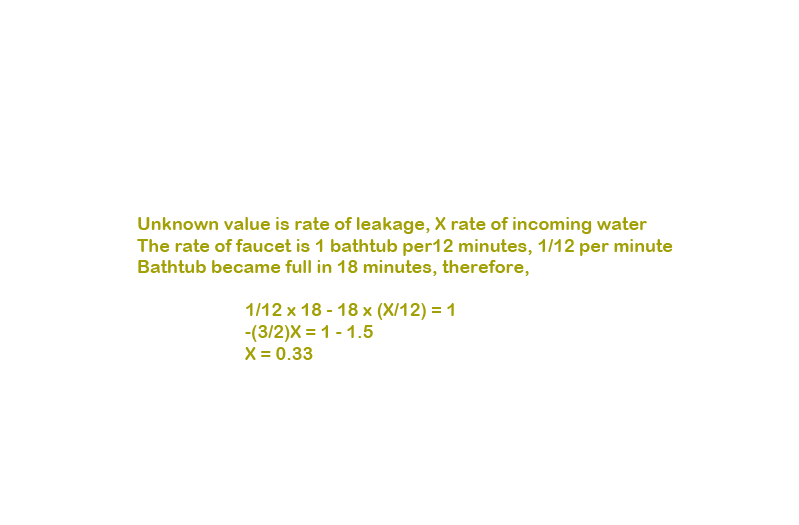 Unknown value is rate of leakage, X rate of incoming water
The rate of faucet is 1 bathtub per12 minutes, 1/12 per minute
Bathtub became full in 18 minutes, therefore,
1/12 x 18 - 18 x (X/12) = 1
-(3/2)X = 1 - 1.5
X = 0.33